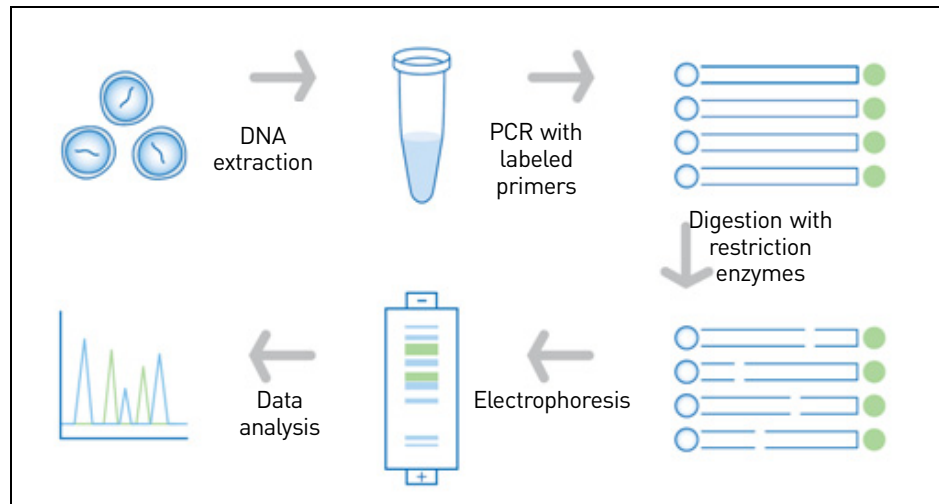 DNA
extraction
PCR with
labeled
primers
Digestion with
restriction
enzymes
Electrophoresis
Data
analysis
-
+